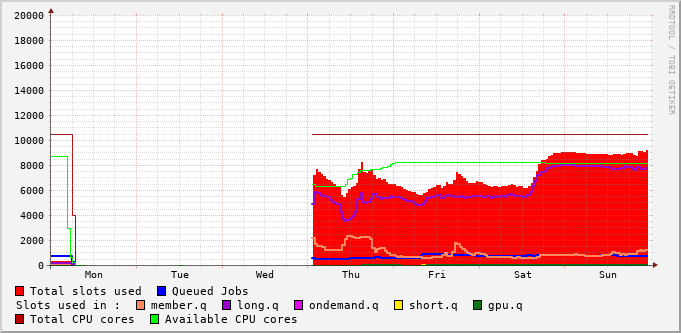 20000
18000
16000
14000
12000
10000
8000
6000
4000
2000
0
Mon Tue Wed Thu Fri Sat Sun
Total slots used Queued Jobs
Slots used in : member.q long.q ondemand.q short.q gpu.q
Total CPU cores Available CPU cores
RRDTOOL / TOBI OETIKER